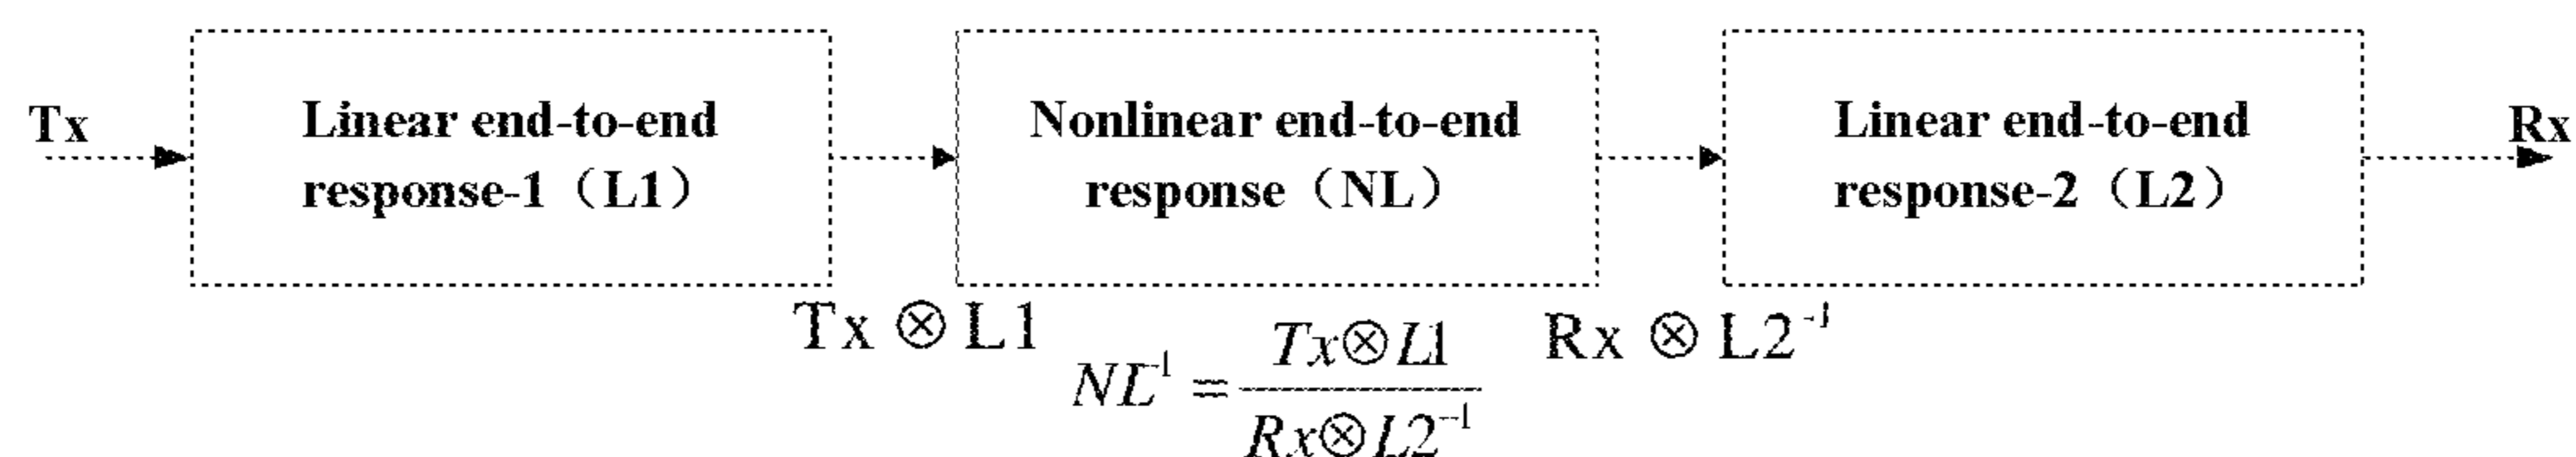 Tx
Linear end-to-end
response-1（L1）
Nonlinear end-to-end
response（NL）
Linear end-to-end
response-2（L2）
Rx
Tx ⊗ L1
NL⁻¹ = Tx⊗L1 / Rx⊗L2⁻¹
Rx ⊗ L2⁻¹